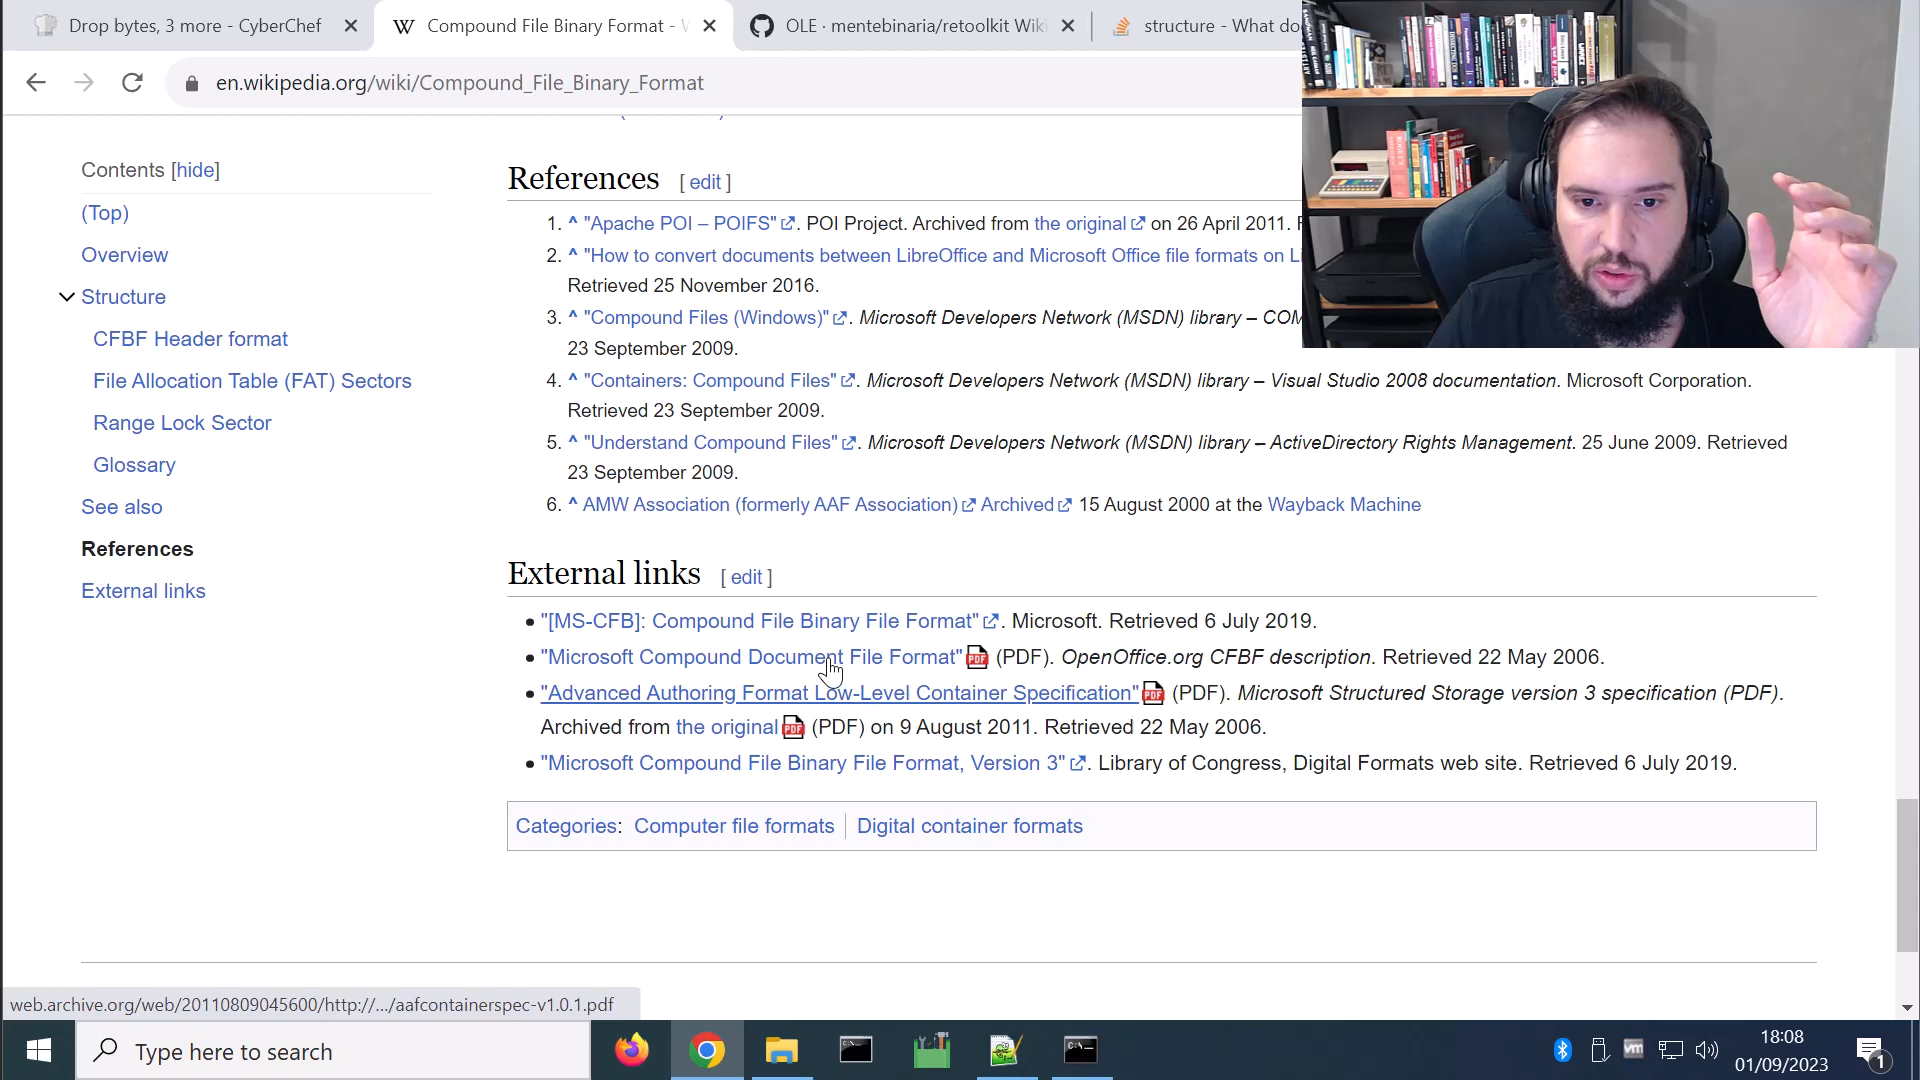 Drop bytes, 3 more - CyberChef
Compound File Binary Format - W
OLE · mentebinaria/retoolkit Wiki
structure - What do
en.wikipedia.org/wiki/Compound_File_Binary_Format
Contents [hide]
(Top)
Overview
Structure
CFBF Header format
File Allocation Table (FAT) Sectors
Range Lock Sector
Glossary
See also
References
External links
References [ edit ]
1. ^ "Apache POI – POIFS". POI Project. Archived from the original on 26 April 2011.
2. ^ "How to convert documents between LibreOffice and Microsoft Office file formats on Li
Retrieved 25 November 2016.
3. ^ "Compound Files (Windows)". Microsoft Developers Network (MSDN) library – COM
23 September 2009.
4. ^ "Containers: Compound Files". Microsoft Developers Network (MSDN) library – Visual Studio 2008 documentation. Microsoft Corporation.
Retrieved 23 September 2009.
5. ^ "Understand Compound Files". Microsoft Developers Network (MSDN) library – ActiveDirectory Rights Management. 25 June 2009. Retrieved
23 September 2009.
6. ^ AMW Association (formerly AAF Association) Archived 15 August 2000 at the Wayback Machine
External links [ edit ]
• "[MS-CFB]: Compound File Binary File Format". Microsoft. Retrieved 6 July 2019.
• "Microsoft Compound Document File Format" (PDF). OpenOffice.org CFBF description. Retrieved 22 May 2006.
• "Advanced Authoring Format Low-Level Container Specification" (PDF). Microsoft Structured Storage version 3 specification (PDF).
Archived from the original (PDF) on 9 August 2011. Retrieved 22 May 2006.
• "Microsoft Compound File Binary File Format, Version 3". Library of Congress, Digital Formats web site. Retrieved 6 July 2019.
Categories: Computer file formats | Digital container formats
web.archive.org/web/20110809045600/http://.../aafcontainerspec-v1.0.1.pdf
Type here to search
18:08
01/09/2023
1